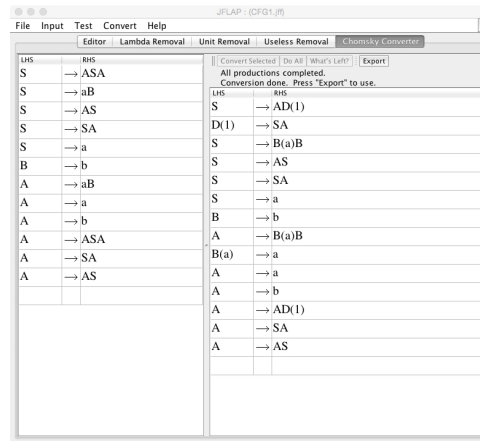 JFLAP : (CFG1.jff)
File Input Test Convert Help
Editor Lambda Removal Unit Removal Useless Removal Chomsky Converter
LHS RHS
S → ASA
S → aB
S → AS
S → SA
S → a
B → b
A → aB
A → a
A → b
A → ASA
A → SA
A → AS
Convert Selected Do All What's Left? Export
All productions completed.
Conversion done. Press "Export" to use.
LHS RHS
S → AD(1)
D(1) → SA
S → B(a)B
S → AS
S → SA
S → a
B → b
A → B(a)B
B(a) → a
A → a
A → b
A → AD(1)
A → SA
A → AS